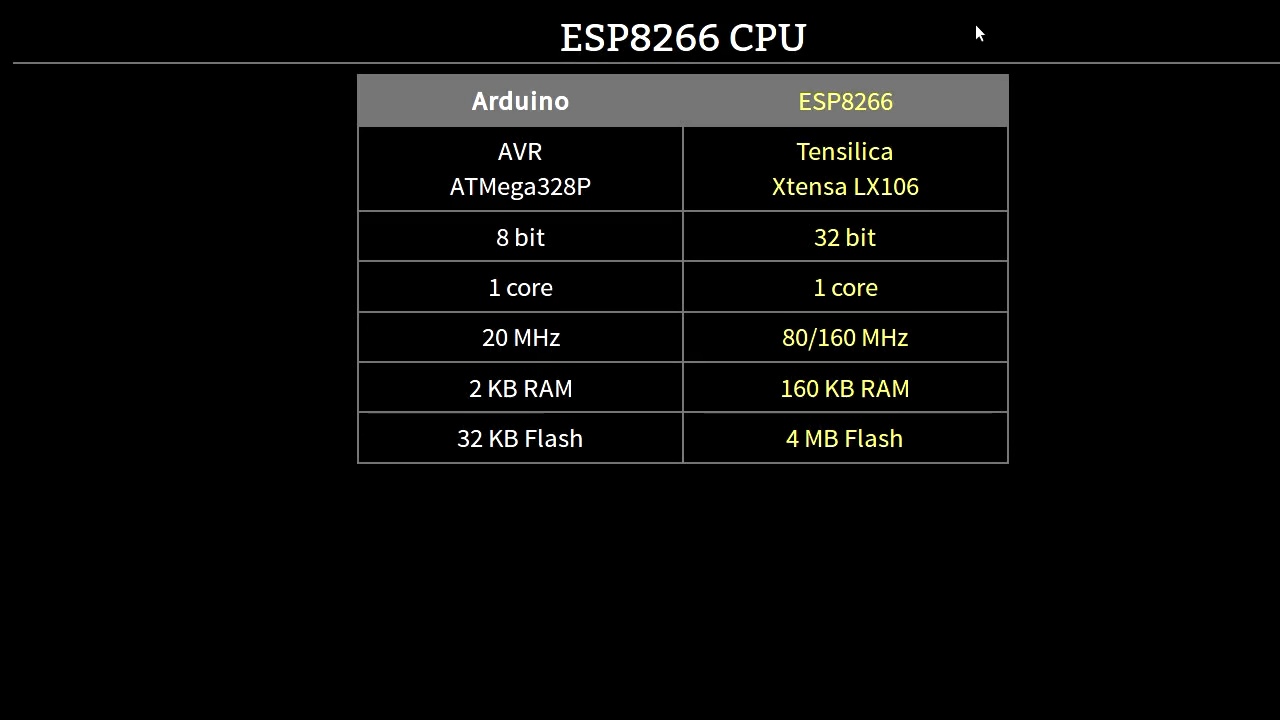 ESP8266 CPU
Arduino ESP8266
AVR Tensilica
ATMega328P Xtensa LX106
8 bit 32 bit
1 core 1 core
20 MHz 80/160 MHz
2 KB RAM 160 KB RAM
32 KB Flash 4 MB Flash